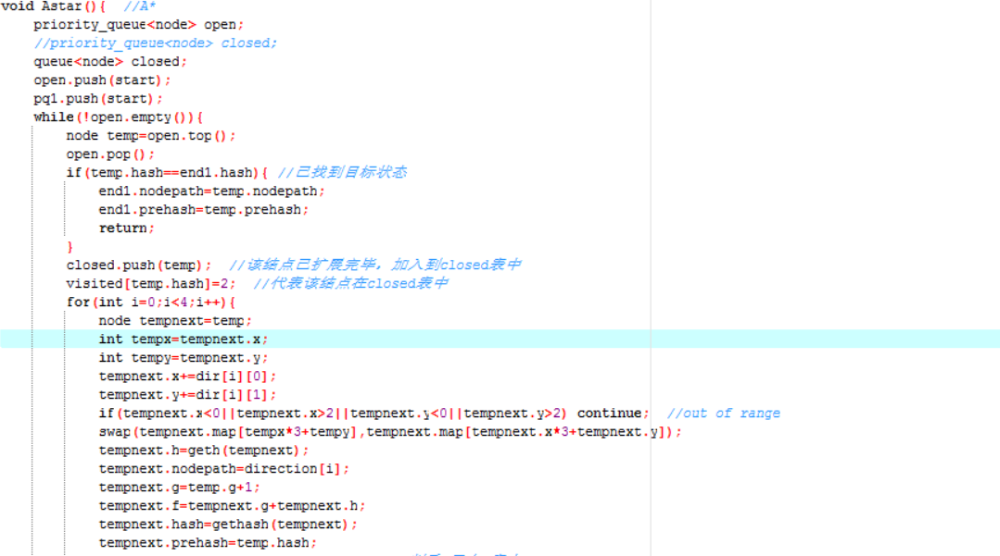 void Astar(){  //A*
    priority_queue<node> open;
    //priority_queue<node> closed;
    queue<node> closed;
    open.push(start);
    pq1.push(start);
    while(!open.empty()){
        node temp=open.top();
        open.pop();
        if(temp.hash==end1.hash){ //已找到目标状态
            end1.nodepath=temp.nodepath;
            end1.prehash=temp.prehash;
            return;
        }
        closed.push(temp);  //该结点已扩展完毕，加入到closed表中
        visited[temp.hash]=2;  //代表该结点在closed表中
        for(int i=0;i<4;i++){
            node tempnext=temp;
            int tempx=tempnext.x;
            int tempy=tempnext.y;
            tempnext.x+=dir[i][0];
            tempnext.y+=dir[i][1];
            if(tempnext.x<0||tempnext.x>2||tempnext.y<0||tempnext.y>2) continue;  //out of range
            swap(tempnext.map[tempx*3+tempy],tempnext.map[tempnext.x*3+tempnext.y]);
            tempnext.h=geth(tempnext);
            tempnext.nodepath=direction[i];
            tempnext.g=temp.g+1;
            tempnext.f=tempnext.g+tempnext.h;
            tempnext.hash=gethash(tempnext);
            tempnext.prehash=temp.hash;